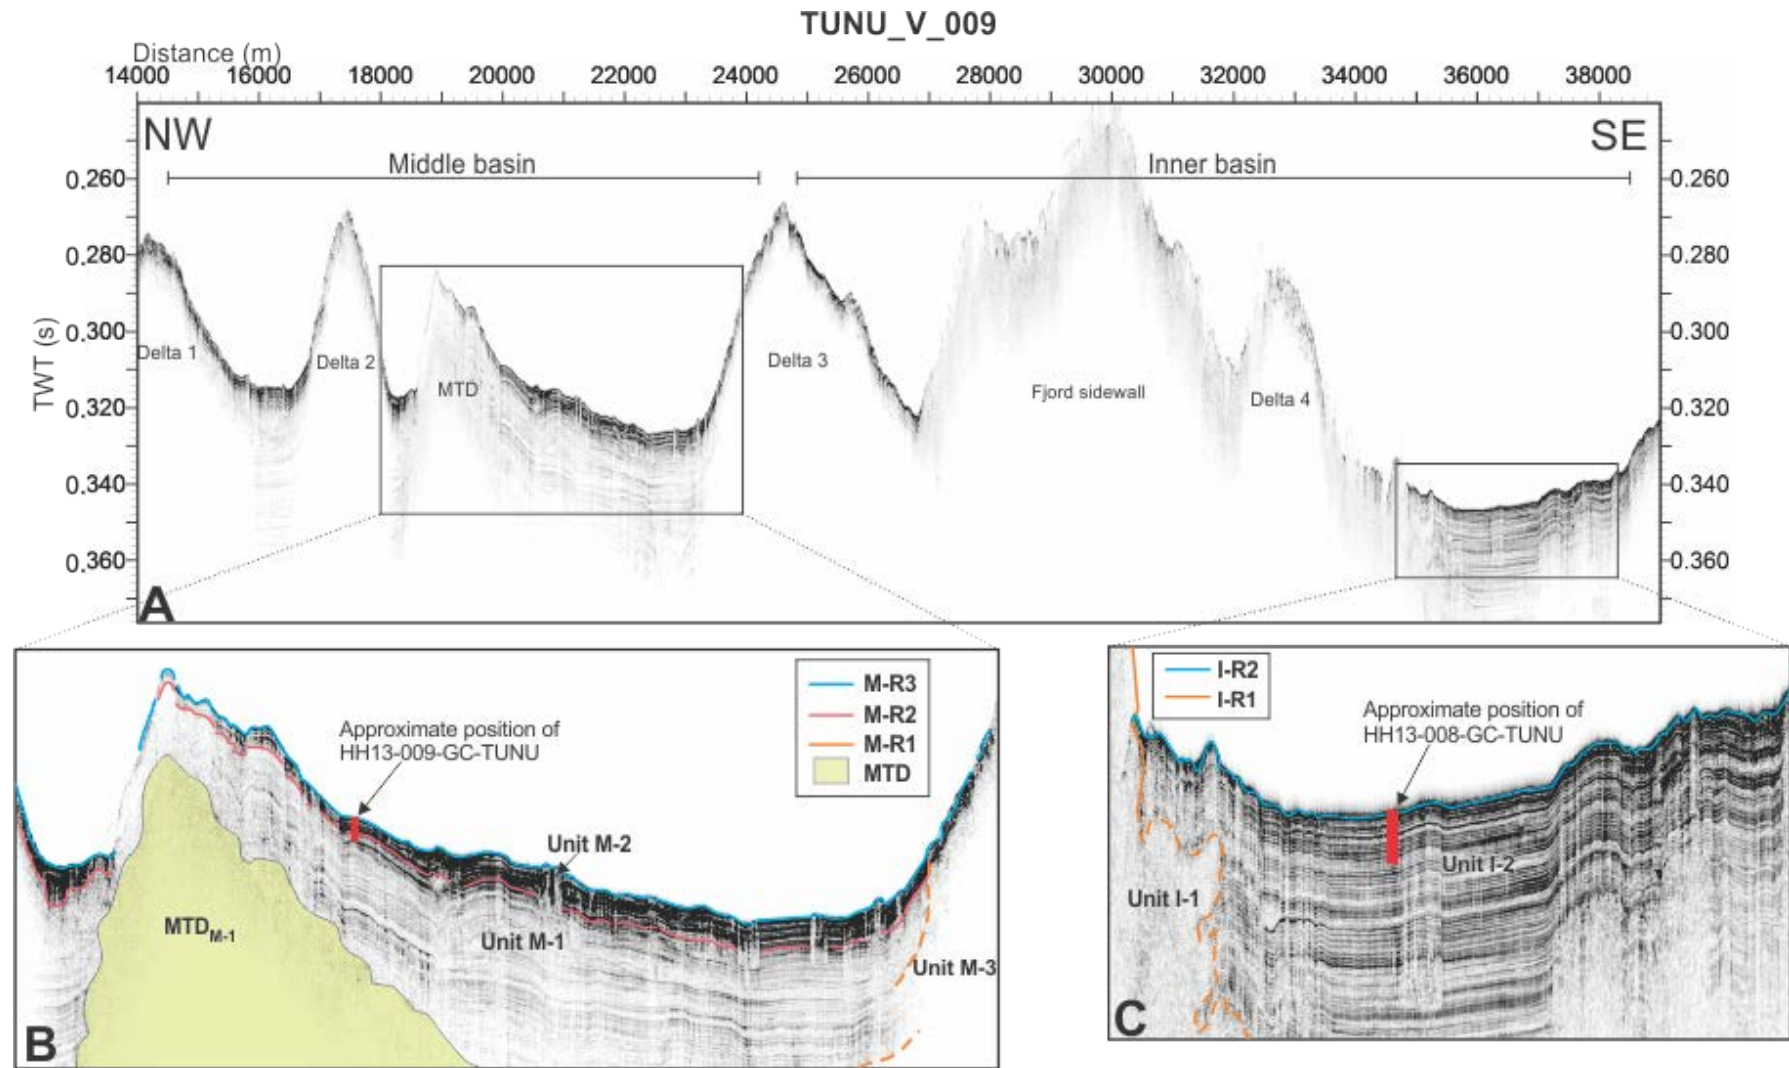 TUNU_V_009
Distance (m)
14000 16000 18000 20000 22000 24000 26000 28000 30000 32000 34000 36000 38000
NW SE
Middle basin Inner basin
0.260 0.260
0.280 0.280
0.300 0.300
0.320 0.320
0.340 0.340
0.360 0.360
TWT (s)
Delta 1 Delta 2 MTD Delta 3 Fjord sidewall Delta 4
A
M-R3
M-R2
M-R1
MTD
Approximate position of
HH13-009-GC-TUNU
Unit M-2
MTD M-1
Unit M-1
Unit M-3
B
I-R2
I-R1
Approximate position of
HH13-008-GC-TUNU
Unit I-2
Unit I-1
C